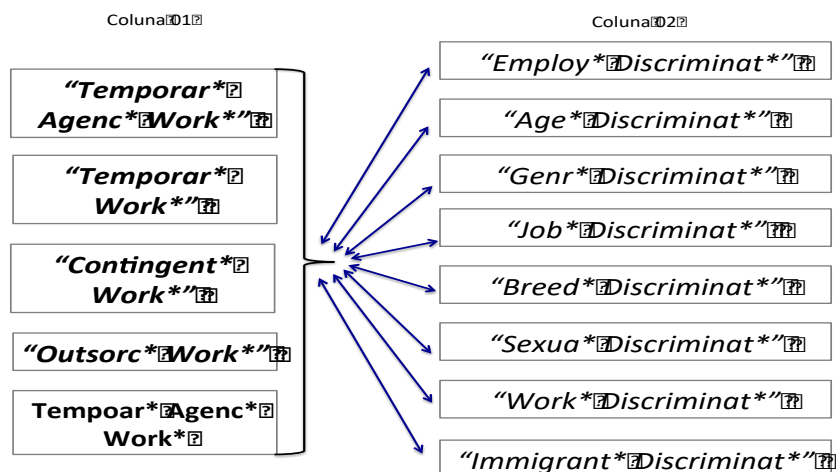 Coluna 01
“Temporar*
Agenc* Work*”
“Temporar*
Work*”
“Contingent*
Work*”
“Outsorc* Work*”
Tempoar* Agenc*
Work*
Coluna 02
“Employ* Discriminat*”
“Age* Discriminat*”
“Genr* Discriminat*”
“Job* Discriminat*”
“Breed* Discriminat*”
“Sexua* Discriminat*”
“Work* Discriminat*”
“Immigrant* Discriminat*”